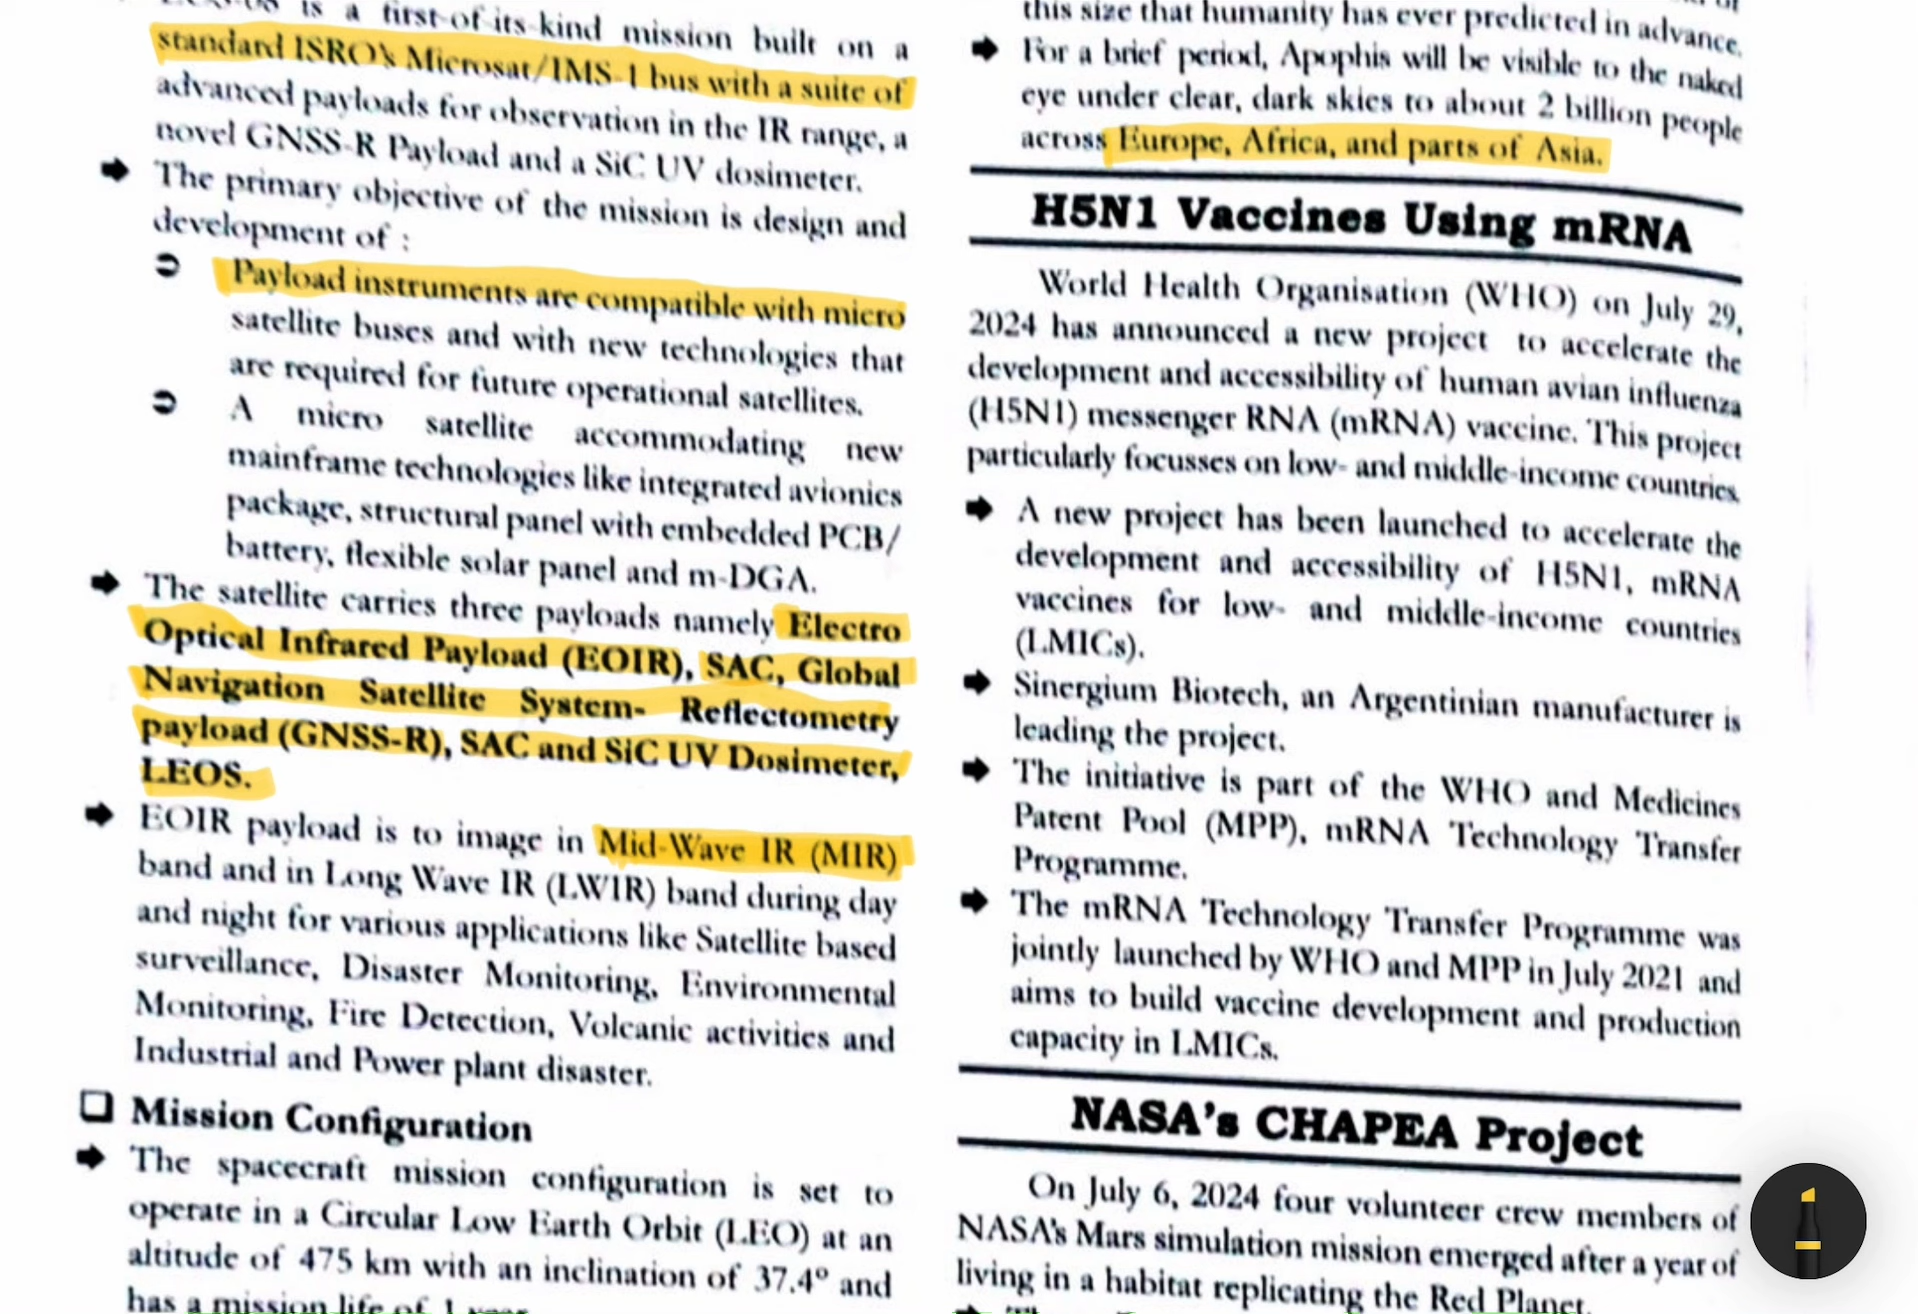 is a first-of-its-kind mission built on a
standard ISRO's Microsat/IMS-1 bus with a suite of
advanced payloads for observation in the IR range, a
novel GNSS-R Payload and a SiC UV dosimeter.
➡ The primary objective of the mission is design and
development of :
➲ Payload instruments are compatible with micro
satellite buses and with new technologies that
are required for future operational satellites.
➲ A micro satellite accommodating new
mainframe technologies like integrated avionics
package, structural panel with embedded PCB/
battery, flexible solar panel and m-DGA.
➡ The satellite carries three payloads namely Electro
Optical Infrared Payload (EOIR), SAC, Global
Navigation Satellite System- Reflectometry
payload (GNSS-R), SAC and SiC UV Dosimeter,
LEOS.
➡ EOIR payload is to image in Mid-Wave IR (MIR)
band and in Long Wave IR (LWIR) band during day
and night for various applications like Satellite based
surveillance, Disaster Monitoring, Environmental
Monitoring, Fire Detection, Volcanic activities and
Industrial and Power plant disaster.
❑ Mission Configuration
➡ The spacecraft mission configuration is set to
operate in a Circular Low Earth Orbit (LEO) at an
altitude of 475 km with an inclination of 37.4° and
has a mission life of 1 year
this size that humanity has ever predicted in advance.
➡ For a brief period, Apophis will be visible to the naked
eye under clear, dark skies to about 2 billion people
across Europe, Africa, and parts of Asia.
H5N1 Vaccines Using mRNA
World Health Organisation (WHO) on July 29,
2024 has announced a new project to accelerate the
development and accessibility of human avian influenza
(H5N1) messenger RNA (mRNA) vaccine. This project
particularly focusses on low- and middle-income countries.
➡ A new project has been launched to accelerate the
development and accessibility of H5N1, mRNA
vaccines for low- and middle-income countries
(LMICs).
➡ Sinergium Biotech, an Argentinian manufacturer is
leading the project.
➡ The initiative is part of the WHO and Medicines
Patent Pool (MPP), mRNA Technology Transfer
Programme.
➡ The mRNA Technology Transfer Programme was
jointly launched by WHO and MPP in July 2021 and
aims to build vaccine development and production
capacity in LMICs.
NASA's CHAPEA Project
On July 6, 2024 four volunteer crew members of
NASA's Mars simulation mission emerged after a year of
living in a habitat replicating the Red Planet.